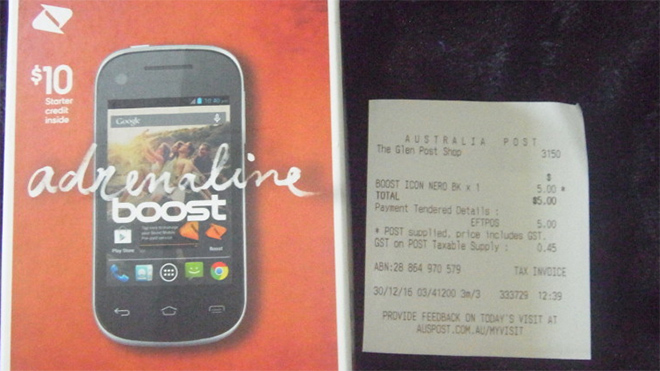 $10
Starter
credit
inside
Google
adrenaline
boost
Play Store
Boost
AUSTRALIA POST
The Glen Post Shop 3150
$
BOOST ICON NERO BK x 1 5.00 *
TOTAL $5.00
Payment Tendered Details :
EFTPOS 5.00
* POST supplied, price includes GST.
GST on POST Taxable Supply : 0.45
ABN:28 864 970 579 TAX INVOICE
30/12/16 03/41200 3m/3 333729 12:39
PROVIDE FEEDBACK ON TODAY'S VISIT AT
AUSPOST.COM.AU/MYVISIT